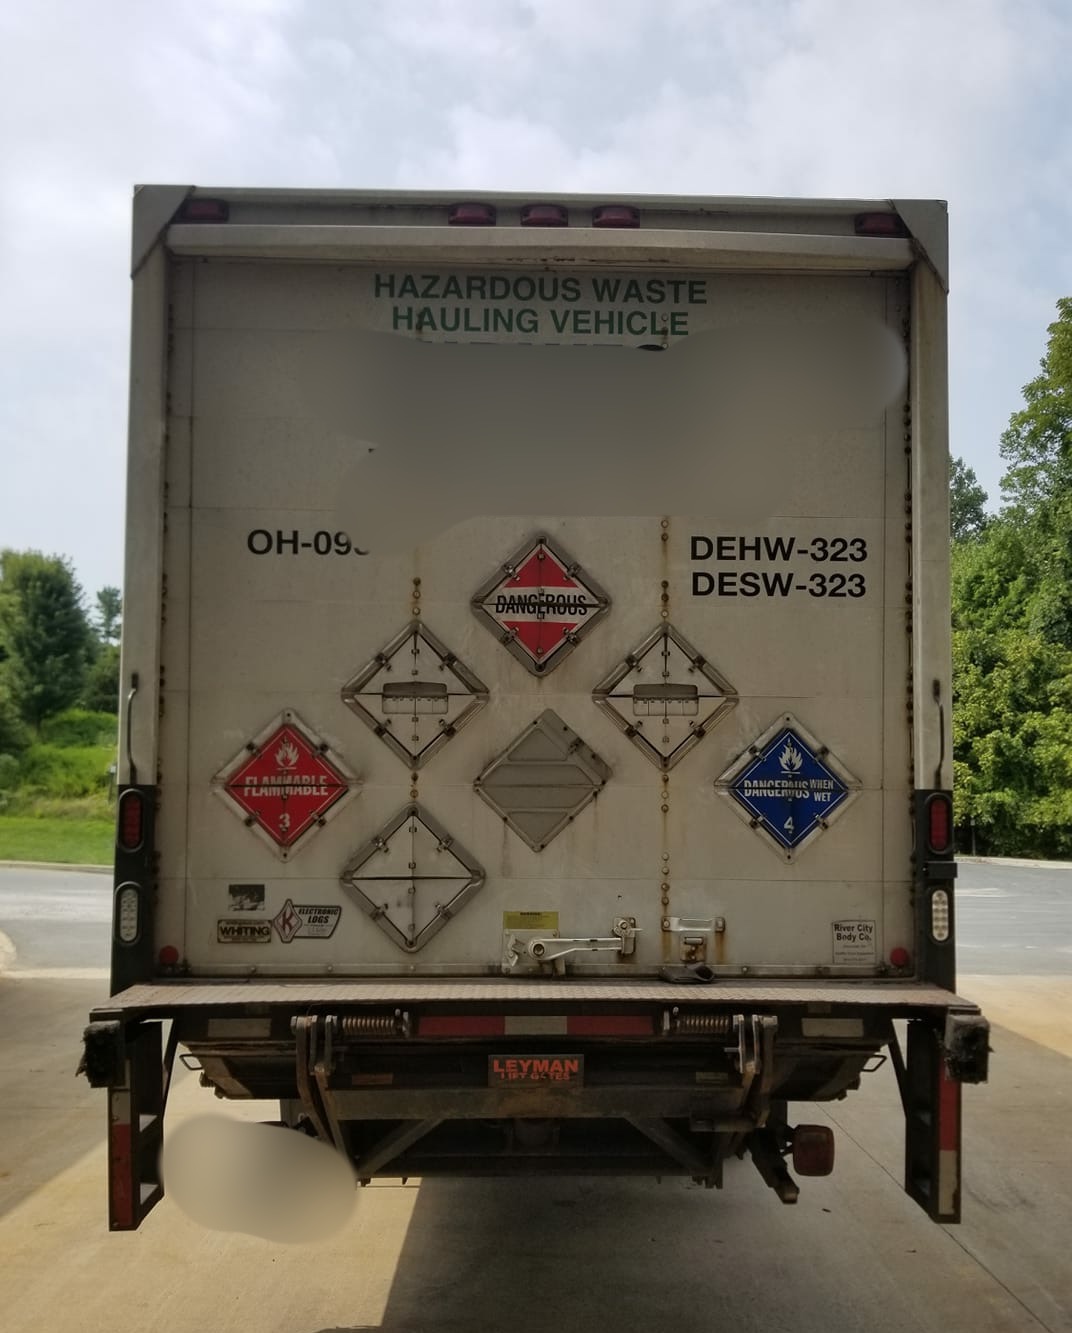 HAZARDOUS WASTE
HAULING VEHICLE
OH-09
DEHW-323
DESW-323
DANGEROUS
FLAMMABLE
3
DANGEROUS WHEN WET
4
WHITING
K
ELECTRONIC
LOGS
River City
Body Co.
LEYMAN
LIFT GATES